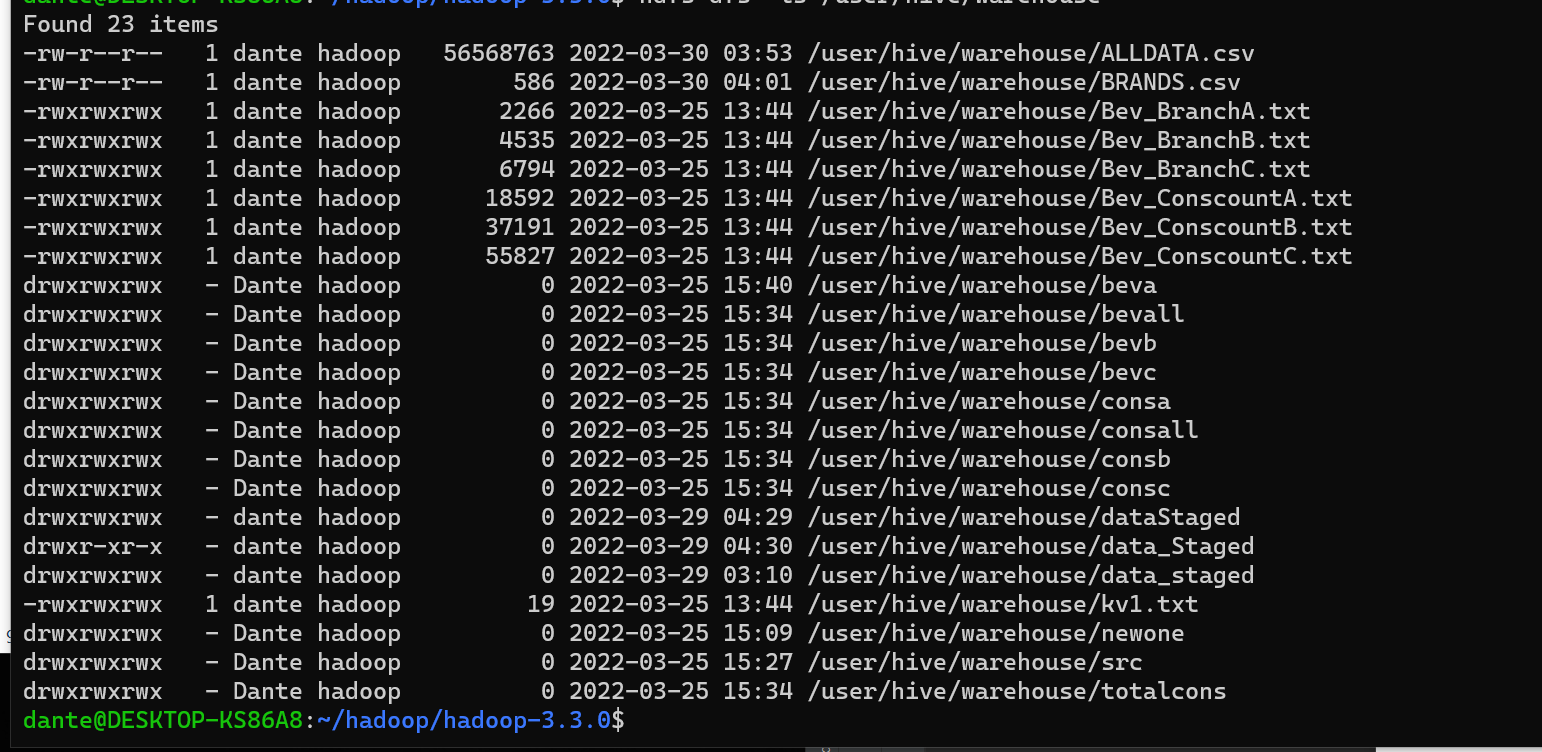 Found 23 items
-rw-r--r--   1 dante hadoop   56568763 2022-03-30 03:53 /user/hive/warehouse/ALLDATA.csv
-rw-r--r--   1 dante hadoop        586 2022-03-30 04:01 /user/hive/warehouse/BRANDS.csv
-rwxrwxrwx   1 dante hadoop       2266 2022-03-25 13:44 /user/hive/warehouse/Bev_BranchA.txt
-rwxrwxrwx   1 dante hadoop       4535 2022-03-25 13:44 /user/hive/warehouse/Bev_BranchB.txt
-rwxrwxrwx   1 dante hadoop       6794 2022-03-25 13:44 /user/hive/warehouse/Bev_BranchC.txt
-rwxrwxrwx   1 dante hadoop      18592 2022-03-25 13:44 /user/hive/warehouse/Bev_ConscountA.txt
-rwxrwxrwx   1 dante hadoop      37191 2022-03-25 13:44 /user/hive/warehouse/Bev_ConscountB.txt
-rwxrwxrwx   1 dante hadoop      55827 2022-03-25 13:44 /user/hive/warehouse/Bev_ConscountC.txt
drwxrwxrwx   - Dante hadoop          0 2022-03-25 15:40 /user/hive/warehouse/beva
drwxrwxrwx   - Dante hadoop          0 2022-03-25 15:34 /user/hive/warehouse/bevall
drwxrwxrwx   - Dante hadoop          0 2022-03-25 15:34 /user/hive/warehouse/bevb
drwxrwxrwx   - Dante hadoop          0 2022-03-25 15:34 /user/hive/warehouse/bevc
drwxrwxrwx   - Dante hadoop          0 2022-03-25 15:34 /user/hive/warehouse/consa
drwxrwxrwx   - Dante hadoop          0 2022-03-25 15:34 /user/hive/warehouse/consall
drwxrwxrwx   - Dante hadoop          0 2022-03-25 15:34 /user/hive/warehouse/consb
drwxrwxrwx   - Dante hadoop          0 2022-03-25 15:34 /user/hive/warehouse/consc
drwxrwxrwx   - dante hadoop          0 2022-03-29 04:29 /user/hive/warehouse/dataStaged
drwxr-xr-x   - dante hadoop          0 2022-03-29 04:30 /user/hive/warehouse/data_Staged
drwxrwxrwx   - dante hadoop          0 2022-03-29 03:10 /user/hive/warehouse/data_staged
-rwxrwxrwx   1 dante hadoop         19 2022-03-25 13:44 /user/hive/warehouse/kv1.txt
drwxrwxrwx   - Dante hadoop          0 2022-03-25 15:09 /user/hive/warehouse/newone
drwxrwxrwx   - Dante hadoop          0 2022-03-25 15:27 /user/hive/warehouse/src
drwxrwxrwx   - Dante hadoop          0 2022-03-25 15:34 /user/hive/warehouse/totalcons
dante@DESKTOP-KS86A8:~/hadoop/hadoop-3.3.0$